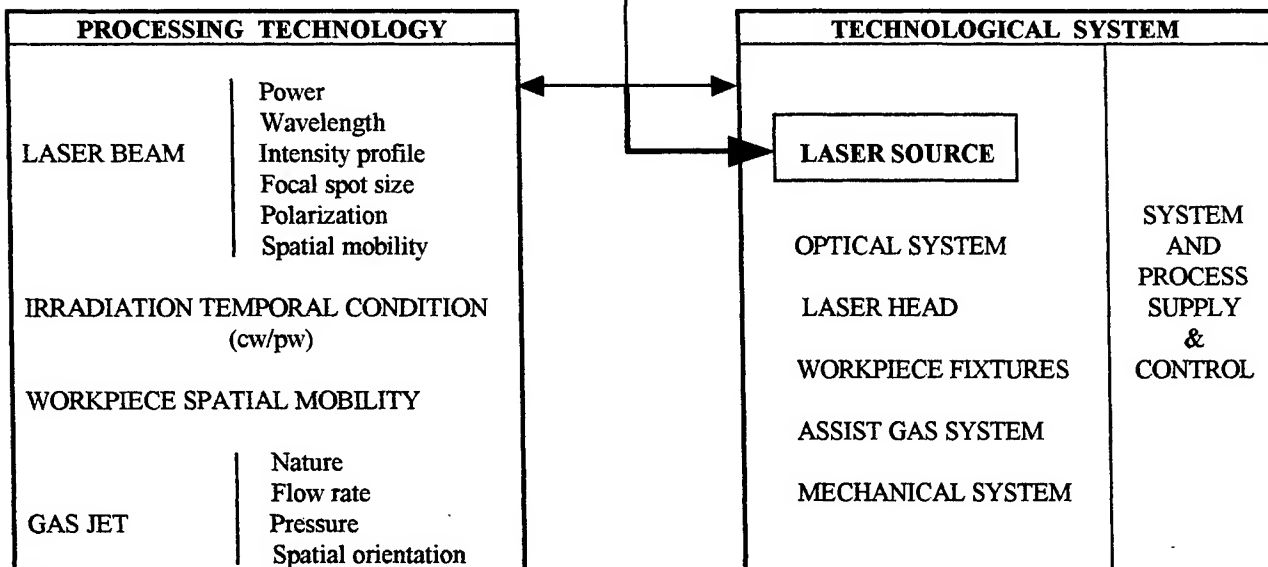 PROCESSING TECHNOLOGY
LASER BEAM
Power
Wavelength
Intensity profile
Focal spot size
Polarization
Spatial mobility
IRRADIATION TEMPORAL CONDITION
(cw/pw)
WORKPIECE SPATIAL MOBILITY
GAS JET
Nature
Flow rate
Pressure
Spatial orientation
TECHNOLOGICAL SYSTEM
LASER SOURCE
OPTICAL SYSTEM
LASER HEAD
WORKPIECE FIXTURES
ASSIST GAS SYSTEM
MECHANICAL SYSTEM
SYSTEM
AND
PROCESS
SUPPLY
&
CONTROL